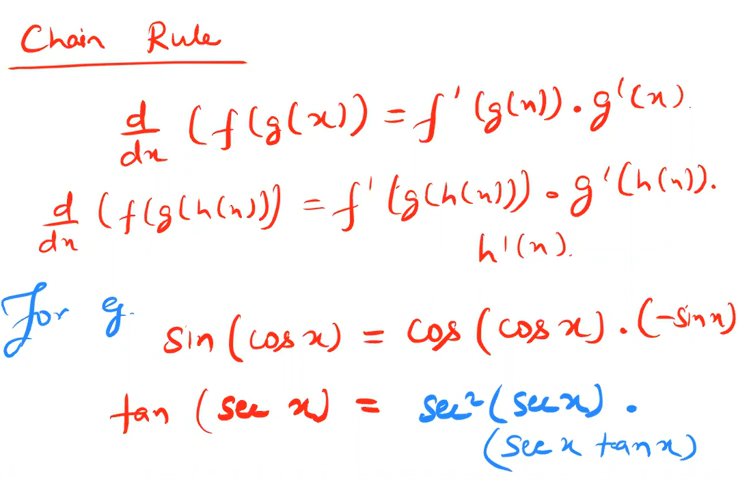 Chain Rule
d/dx (f(g(x)) = f'(g(x)) . g'(x).
d/dx (f(g(h(x))) = f'(g(h(x))) . g'(h(x)).
h'(x).
For eg.
sin (cos x) = cos (cos x) . (-sin x)
tan (sec x) = sec² (sec x) .
(sec x tan x)